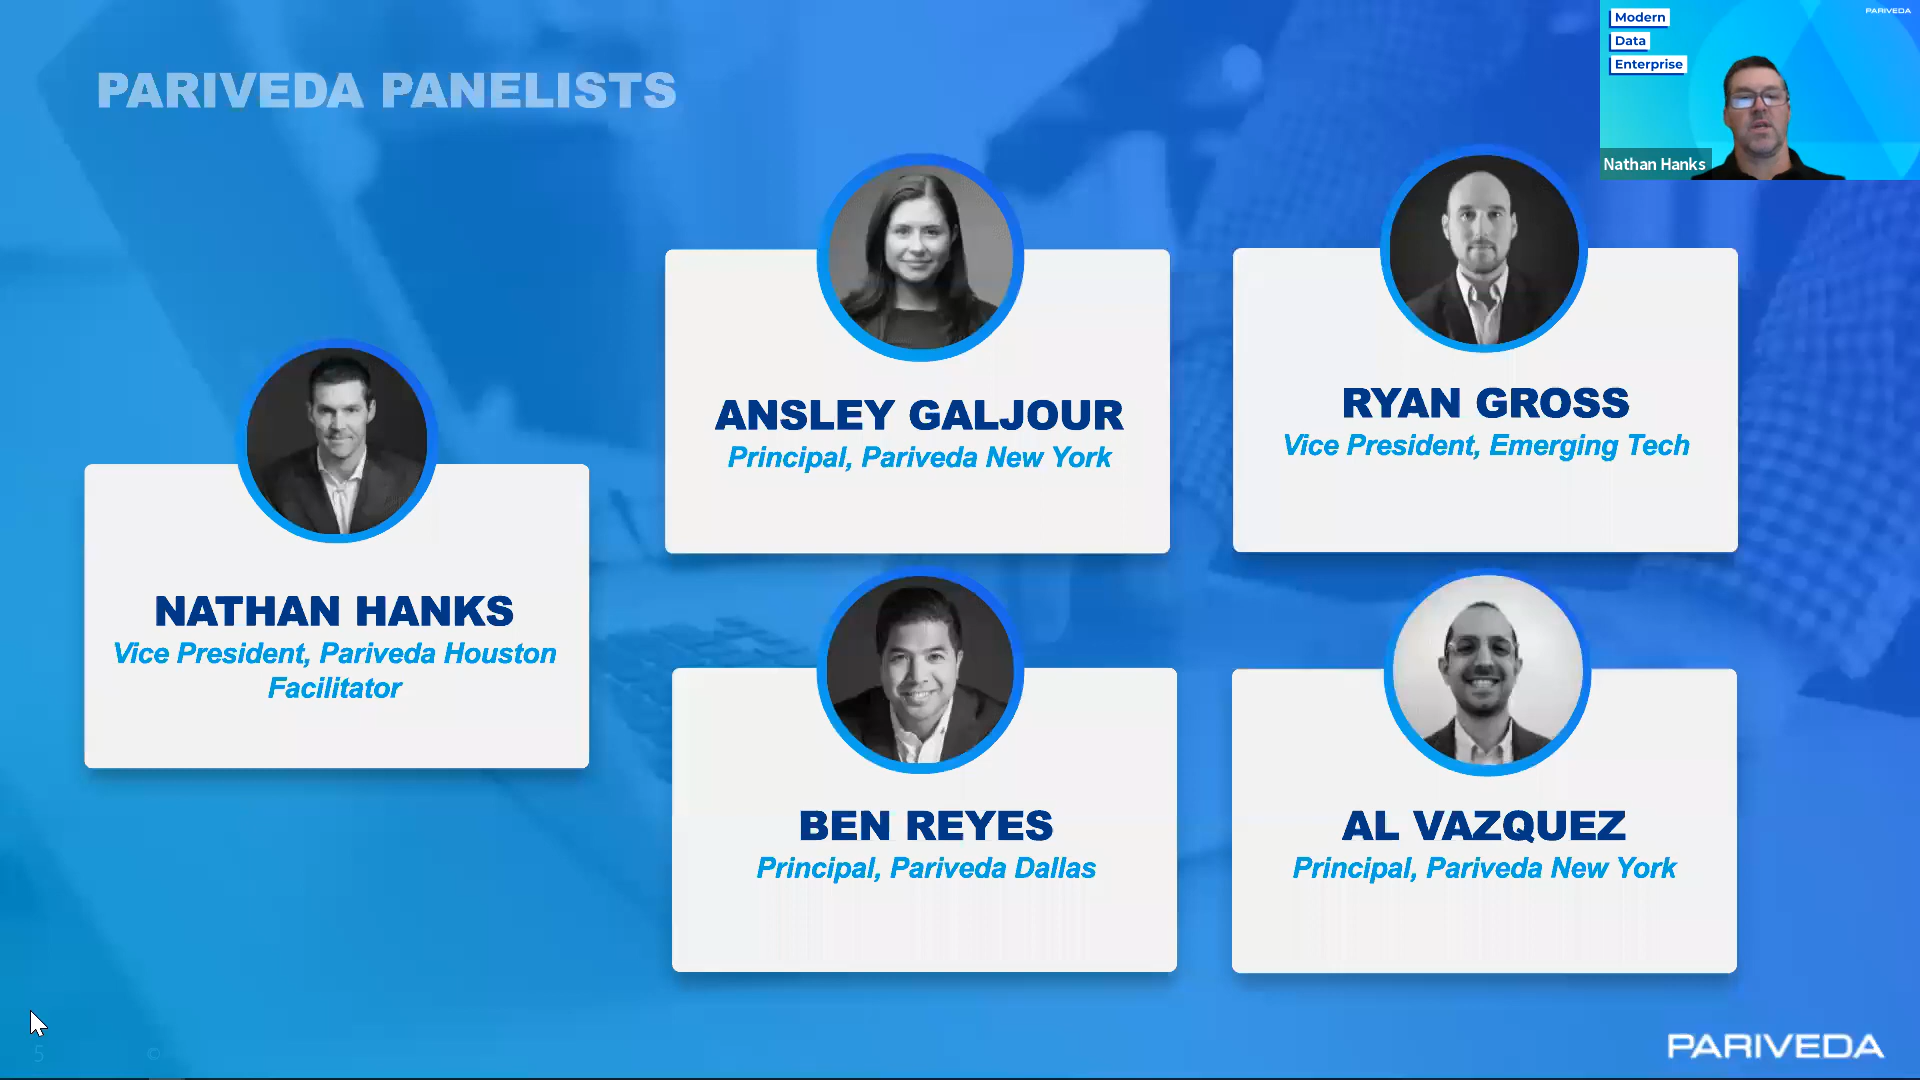 PARIVEDA PANELISTS
Modern
Data
Enterprise
PARIVEDA
Nathan Hanks
NATHAN HANKS
Vice President, Pariveda Houston
Facilitator
ANSLEY GALJOUR
Principal, Pariveda New York
RYAN GROSS
Vice President, Emerging Tech
BEN REYES
Principal, Pariveda Dallas
AL VAZQUEZ
Principal, Pariveda New York
5 ©
PARIVEDA